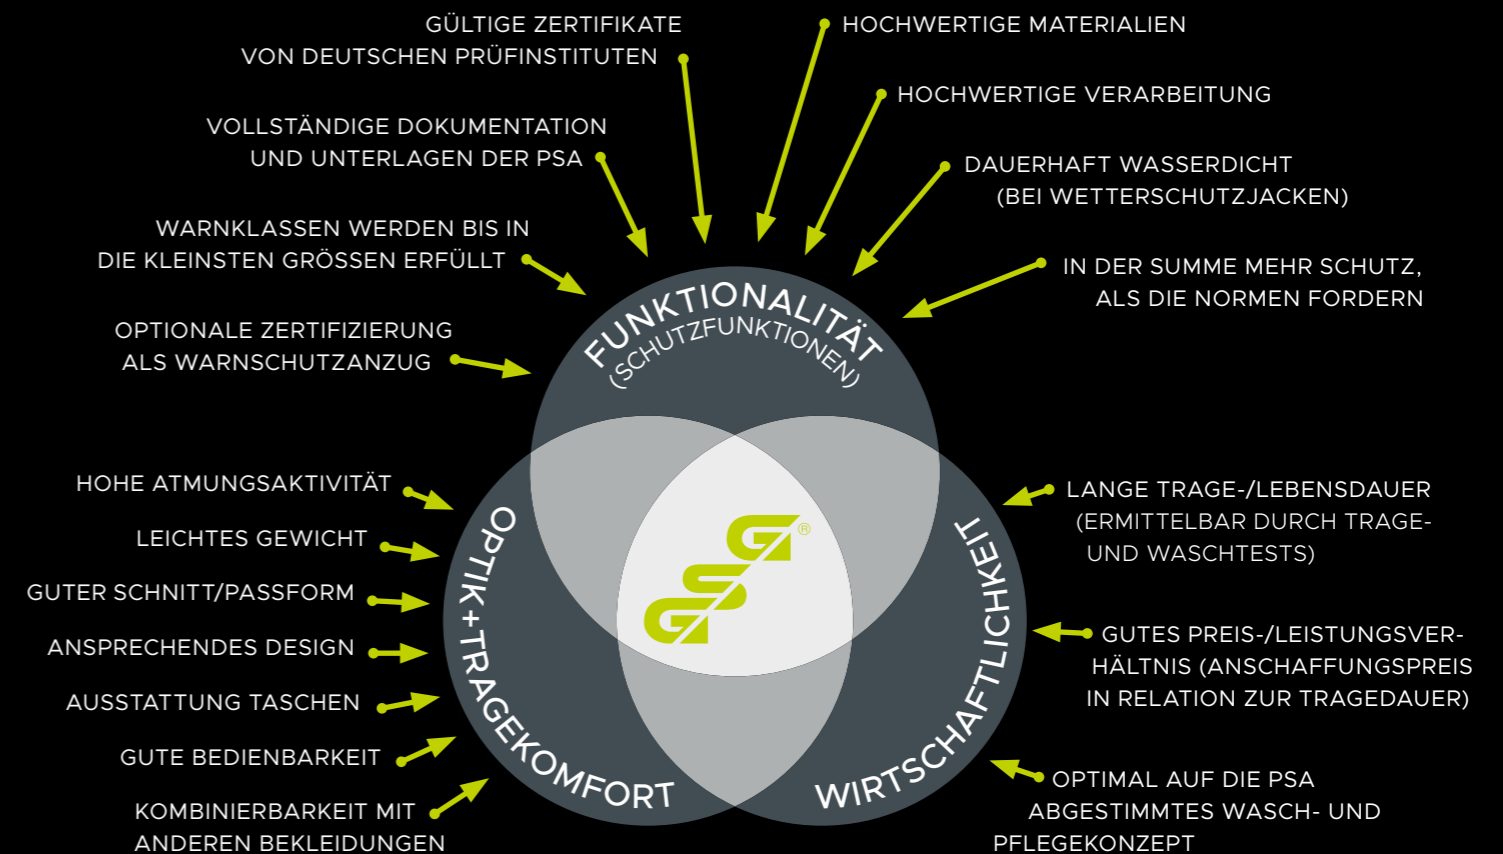 GÜLTIGE ZERTIFIKATE
VON DEUTSCHEN PRÜFINSTITUTEN
VOLLSTÄNDIGE DOKUMENTATION
UND UNTERLAGEN DER PSA
WARNKLASSEN WERDEN BIS IN
DIE KLEINSTEN GRÖSSEN ERFÜLLT
OPTIONALE ZERTIFIZIERUNG
ALS WARNSCHUTZANZUG
HOCHWERTIGE MATERIALIEN
HOCHWERTIGE VERARBEITUNG
DAUERHAFT WASSERDICHT
(BEI WETTERSCHUTZJACKEN)
IN DER SUMME MEHR SCHUTZ,
ALS DIE NORMEN FORDERN
FUNKTIONALITÄT
(SCHUTZFUNKTIONEN)
HOHE ATMUNGSAKTIVITÄT
LEICHTES GEWICHT
GUTER SCHNITT/PASSFORM
ANSPRECHENDES DESIGN
AUSSTATTUNG TASCHEN
GUTE BEDIENBARKEIT
KOMBINIERBARKEIT MIT
ANDEREN BEKLEIDUNGEN
OPTIK+TRAGEKOMFORT
GSG®
WIRTSCHAFTLICHKEIT
LANGE TRAGE-/LEBENSDAUER
(ERMITTELBAR DURCH TRAGE-
UND WASCHTESTS)
GUTES PREIS-/LEISTUNGSVER-
HÄLTNIS (ANSCHAFFUNGSPREIS
IN RELATION ZUR TRAGEDAUER)
OPTIMAL AUF DIE PSA
ABGESTIMMTES WASCH- UND
PFLEGEKONZEPT